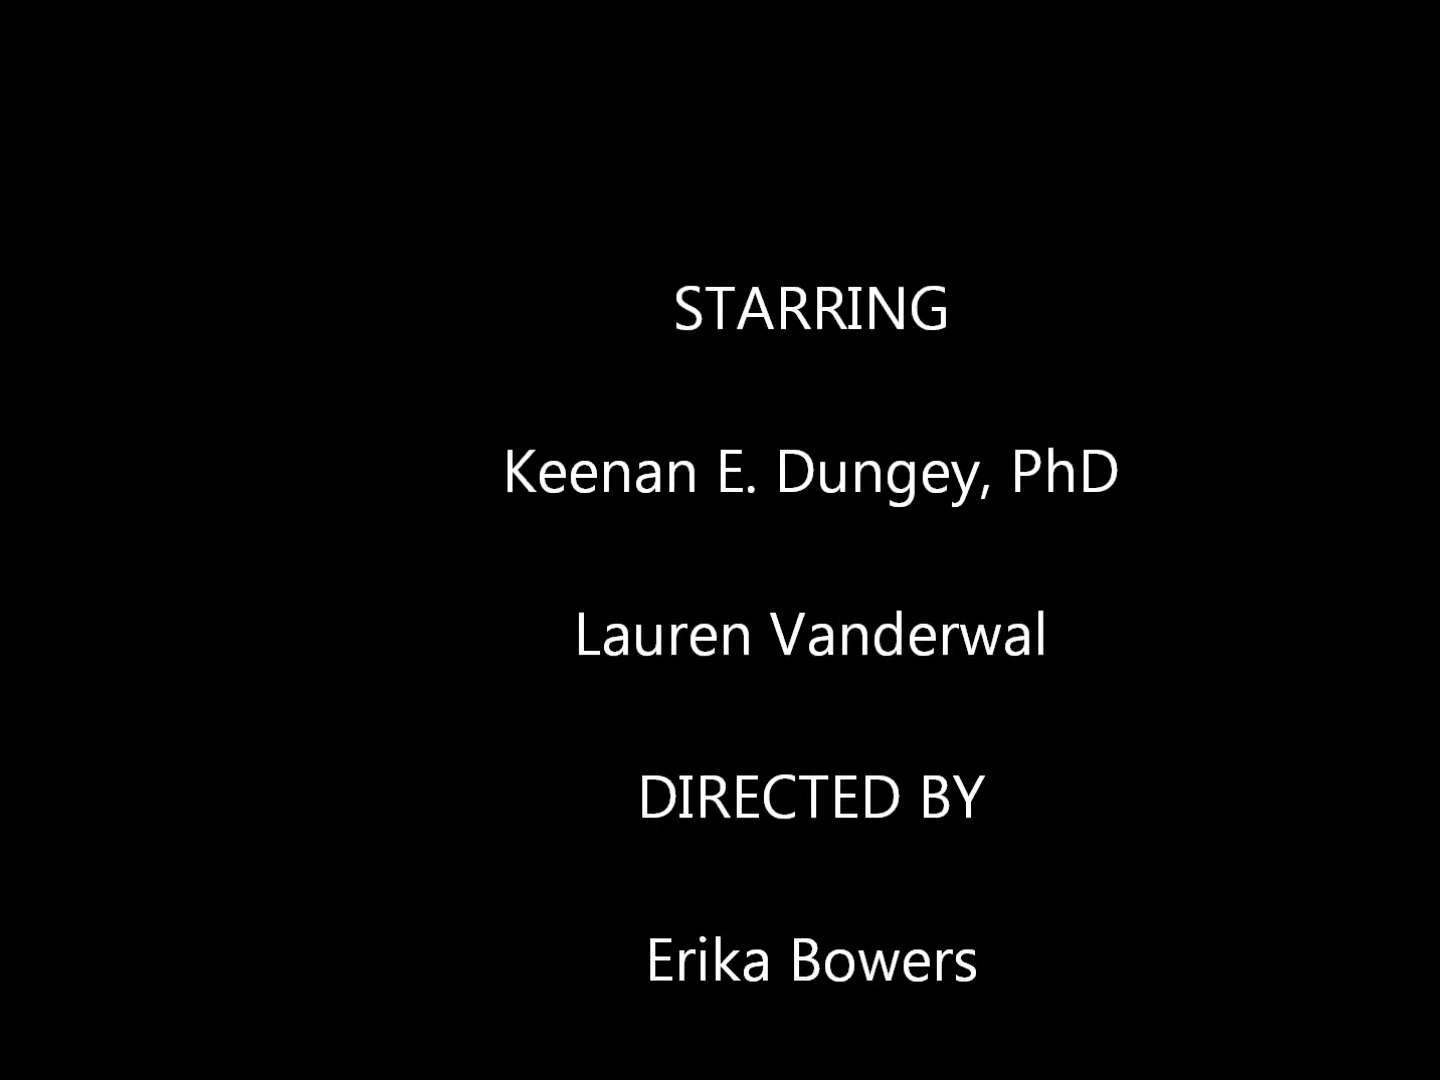 STARRING
Keenan E. Dungey, PhD
Lauren Vanderwal
DIRECTED BY
Erika Bowers